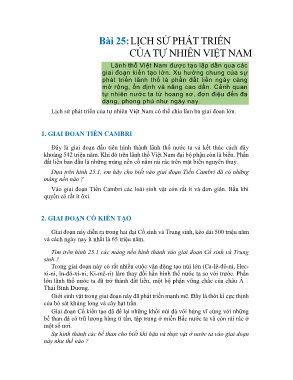 Bài 25: LỊCH SỬ PHÁT TRIỂN
CỦA TỰ NHIÊN VIỆT NAM
Lãnh thổ Việt Nam được tạo lập dần qua các
giai đoạn kiến tạo lớn, Xu hướng chung của sự
phát triển lãnh thổ là phần đất liền ngày càng
mở rộng, ổn định và nâng cao dần. Cảnh quan
tự nhiên nước ta từ hoang sơ, đơn điệu đến đa
dạng, phong phú như ngày nay.
Lịch sử phát triển của tự nhiên Việt Nam có thể chia làm ba giai đoạn lớn.
1. GIAI ĐOẠN TIỀN CAMBRI
Đây là giai đoạn đầu tiên hình thành lãnh thổ nước ta và kết thúc cách đây
khoảng 542 triệu năm. Khi đó trên lãnh thổ Việt Nam đại bộ phận còn là biển. Phần
đất liền ban đầu là những mảng nền cổ nằm rải rác trên mặt biển nguyên thuỷ.
Dựa trên hình 25.1, em hãy cho biết vào giai đoạn Tiền Cambri đã có những
mảng nền nào ?
Vào giai đoạn Tiền Cambri các loài sinh vật còn rất ít và đơn giản. Bầu khí
quyển có rất ít ôxi.
2. GIAI ĐOẠN CỔ KIẾN TẠO
Giai đoạn này diễn ra trong hai đại Cổ sinh và Trung sinh, kéo dài 500 triệu năm
và cách ngày nay ít nhất là 65 triệu năm.
Tìm trên hình 25.1 các mảng nền hình thành vào giai đoạn Cổ sinh và Trung
sinh ?
Trong giai đoạn này có rất nhiều cuộc vận động tạo núi lớn (Ca-lê-đô-ni, Hec-
xi-ni, In-đô-xi-ni, Ki-mê-ri) làm thay đổi hẳn hình thể nước ta so với trước. Phần
lớn lãnh thổ nước ta đã trở thành đất liền, một bộ phận vững chắc của châu Á
Thái Bình Dương.
Giới sinh vật trong giai đoạn này đã phát triển mạnh mẽ. Đây là thời kì cực thịnh
của bò sát khủng long và cây hạt trần.
Giai đoạn Cổ kiến tạo đã để lại những khối núi đá vôi hùng vĩ cùng với những
bể than đá có trữ lượng hàng tỉ tấn, tập trung ở miền Bắc nước ta và còn rải rác ở
một số nơi.
Sự hình thành các bể than cho biết khí hậu và thực vật ở nước ta vào giai đoạn
này như thế nào ?